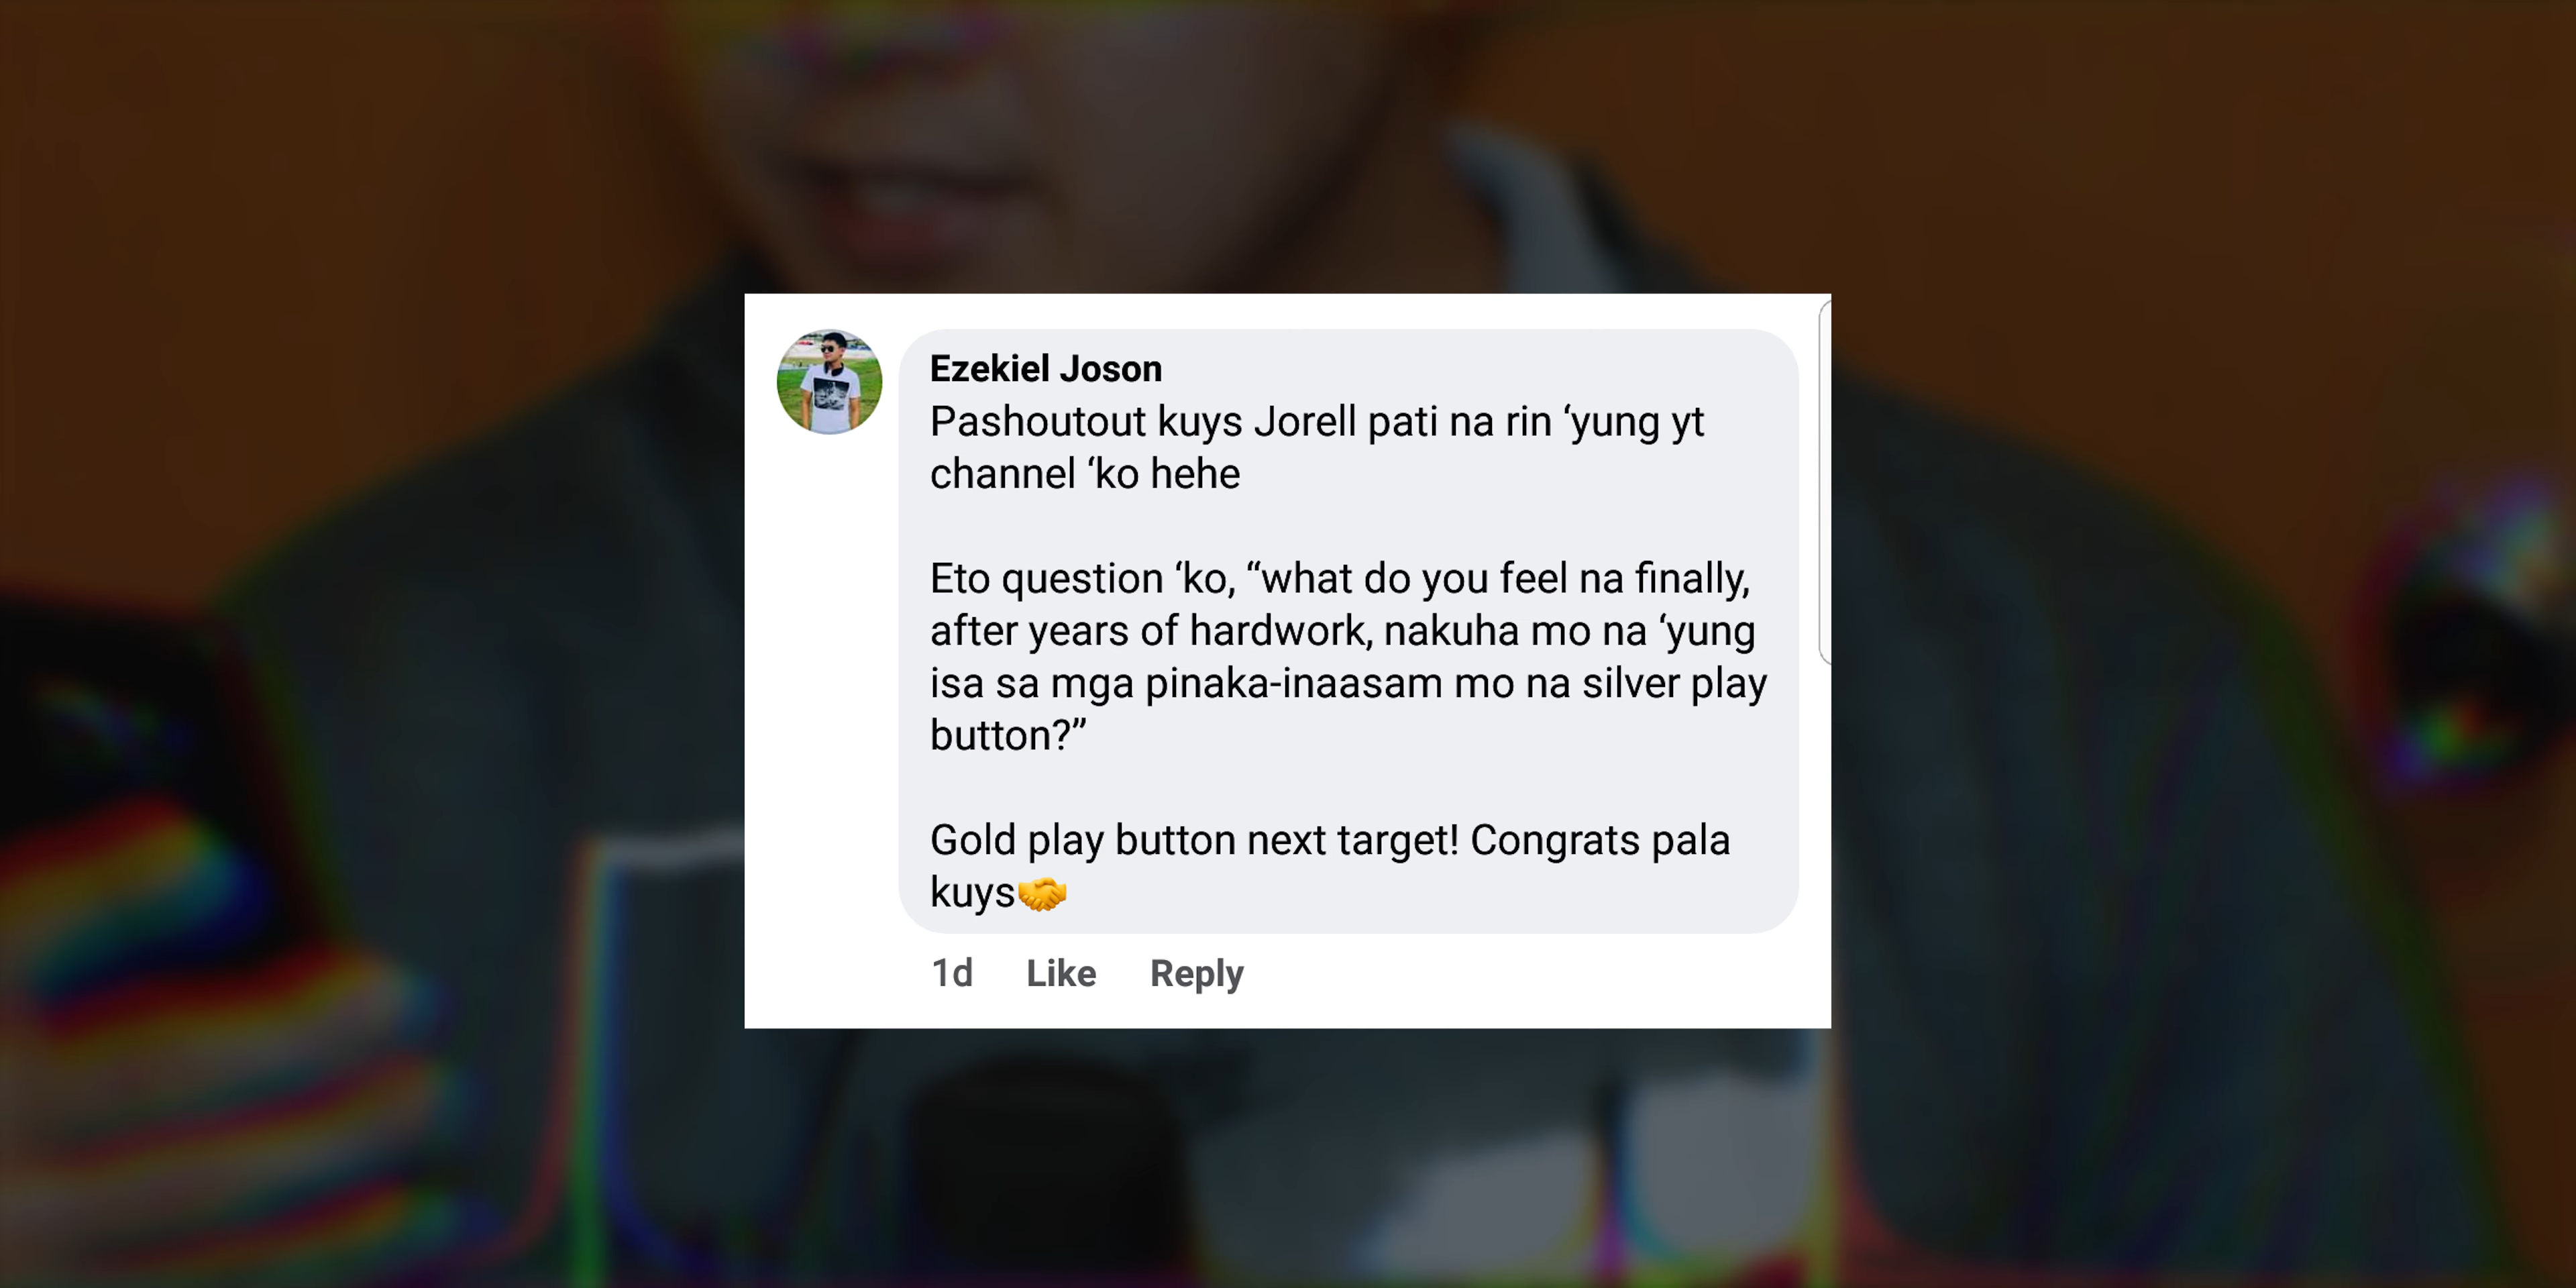 Ezekiel Joson
Pashoutout kuys Jorell pati na rin ‘yung yt
channel ‘ko hehe
Eto question ‘ko, “what do you feel na finally,
after years of hardwork, nakuha mo na ‘yung
isa sa mga pinaka-inaasam mo na silver play
button?”
Gold play button next target! Congrats pala
kuys🤝
1d Like Reply